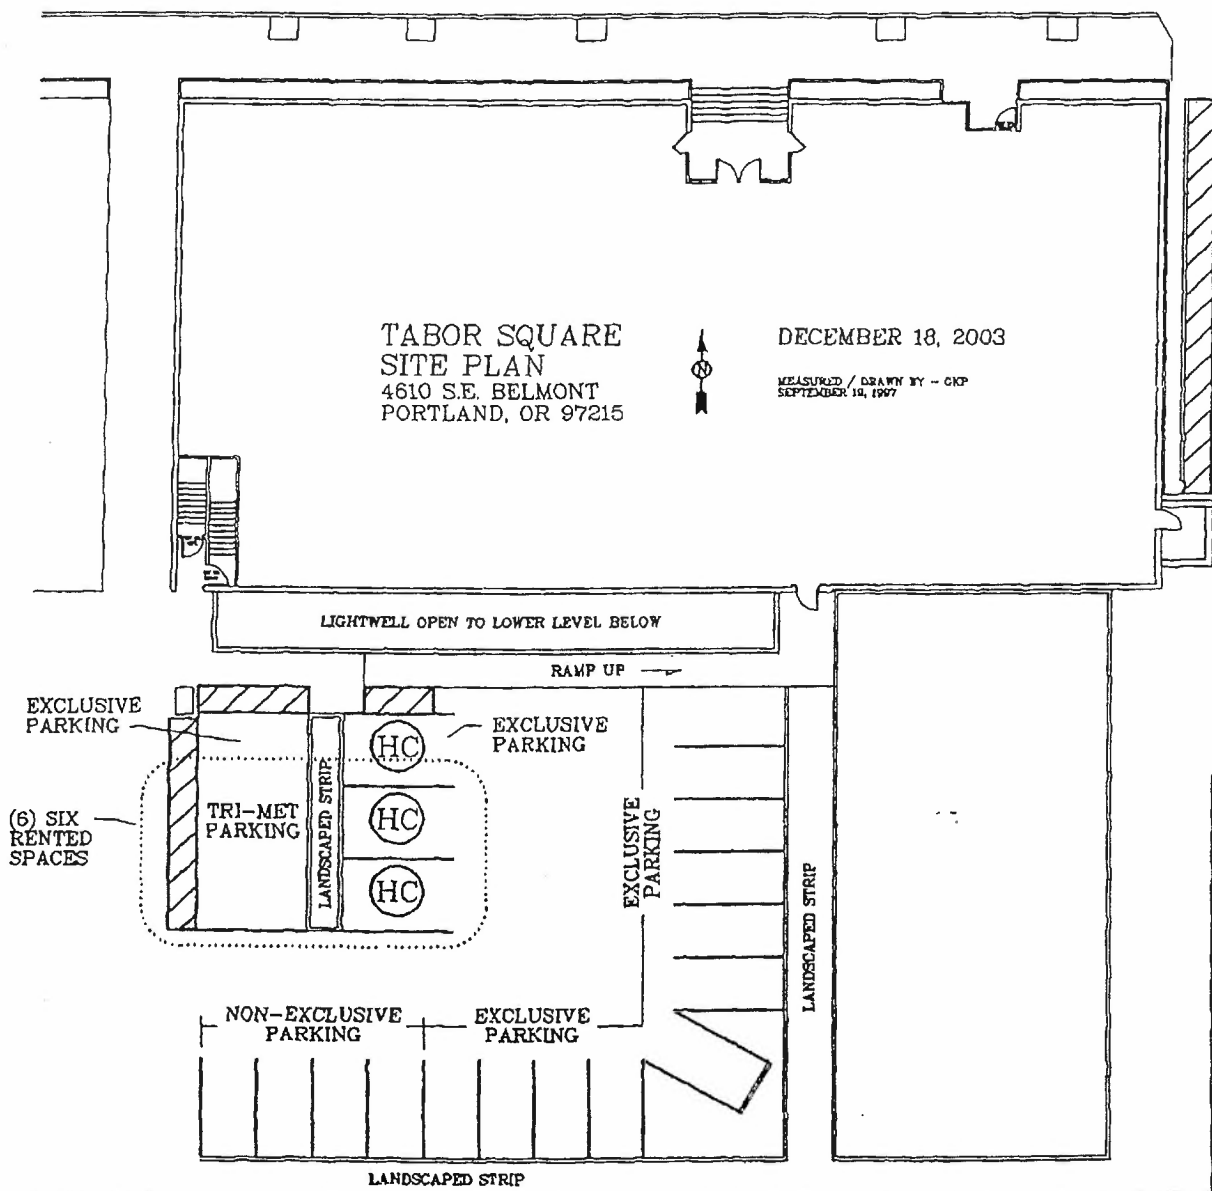 TABOR SQUARE
SITE PLAN
4610 S.E. BELMONT
PORTLAND, OR 97215
N
DECEMBER 18, 2003
MEASURED / DRAWN BY - GKP
SEPTEMBER 19, 1997
LIGHTWELL OPEN TO LOWER LEVEL BELOW
RAMP UP
EXCLUSIVE
PARKING
HC
EXCLUSIVE
PARKING
(6) SIX
RENTED
SPACES
TRI-MET
PARKING
LANDSCAPED STRIP
HC
HC
EXCLUSIVE
PARKING
LANDSCAPED STRIP
NON-EXCLUSIVE
PARKING
EXCLUSIVE
PARKING
LANDSCAPED STRIP